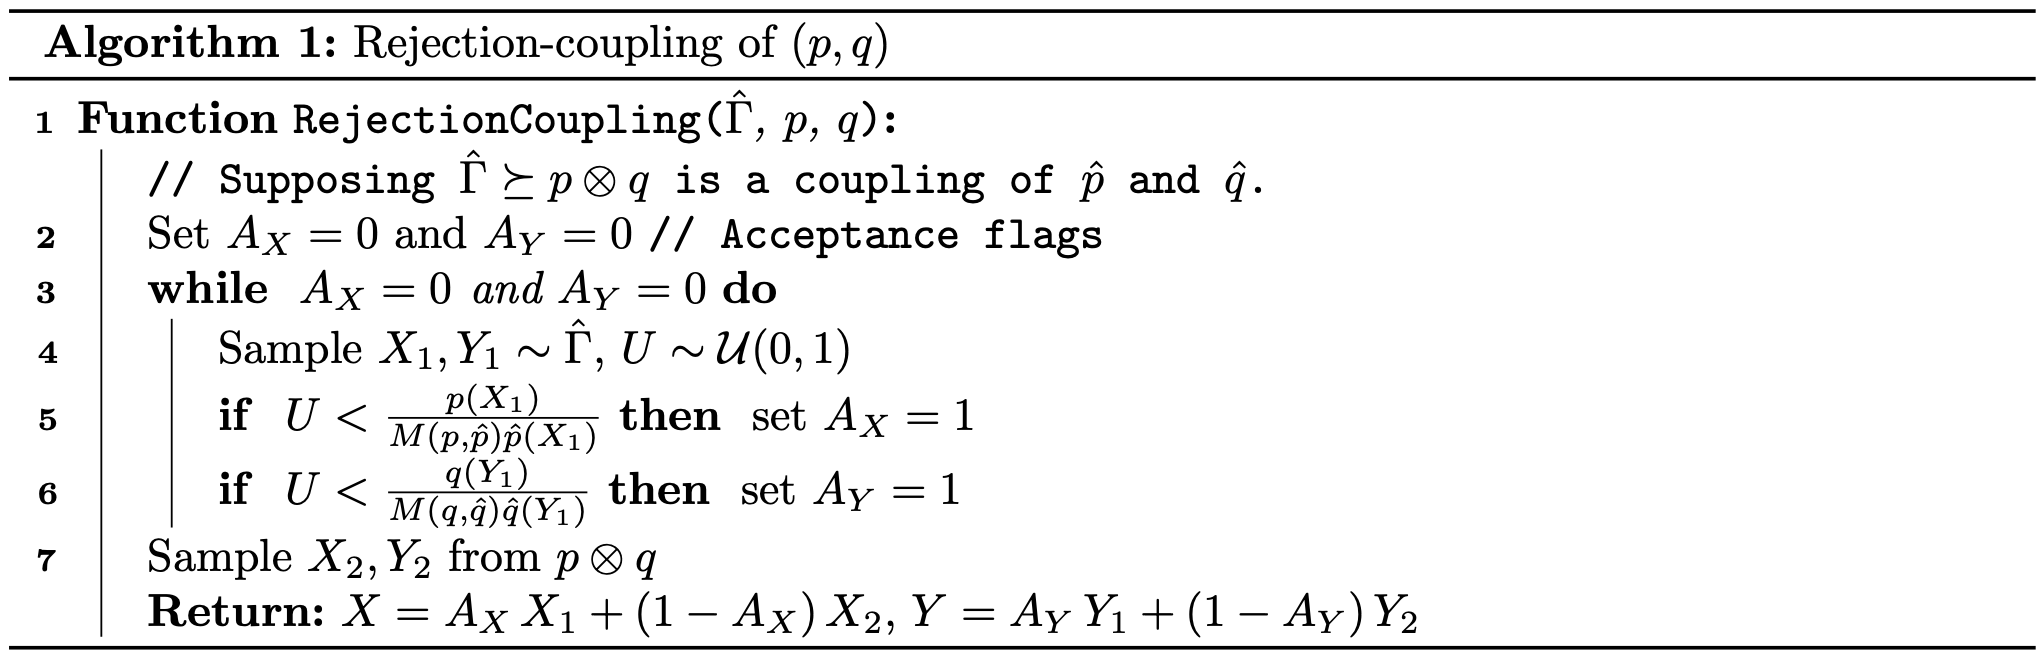 Algorithm 1: Rejection-coupling of (p, q)
1 Function RejectionCoupling(Γ̂, p, q):
// Supposing Γ̂ ⪰ p ⊗ q is a coupling of p̂ and q̂.
2 Set A_X = 0 and A_Y = 0 // Acceptance flags
3 while A_X = 0 and A_Y = 0 do
4 Sample X_1, Y_1 ∼ Γ̂, U ∼ 𝒰(0, 1)
5 if U < p(X_1) / M(p,p̂)p̂(X_1) then set A_X = 1
6 if U < q(Y_1) / M(q,q̂)q̂(Y_1) then set A_Y = 1
7 Sample X_2, Y_2 from p ⊗ q
Return: X = A_X X_1 + (1 − A_X) X_2, Y = A_Y Y_1 + (1 − A_Y) Y_2